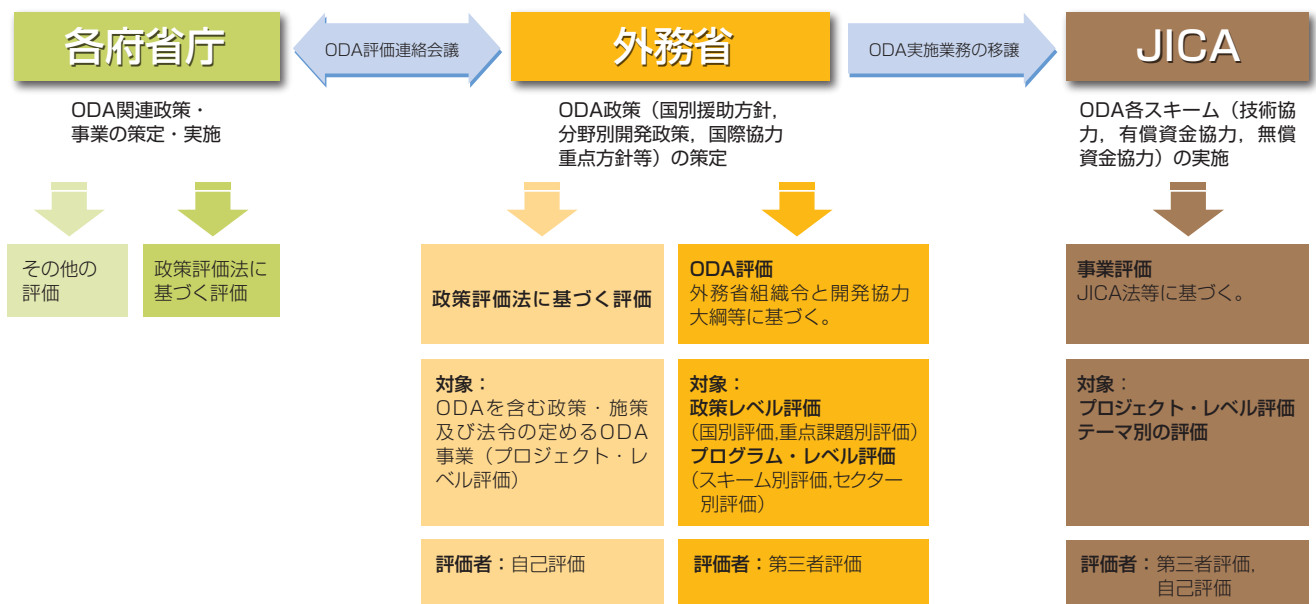 各府省庁
ODA評価連絡会議
外務省
ODA実施業務の移譲
JICA
ODA関連政策・
事業の策定・実施
ODA政策（国別援助方針，
分野別開発政策，国際協力
重点方針等）の策定
ODA各スキーム（技術協
力，有償資金協力，無償
資金協力）の実施
その他の
評価
政策評価法に
基づく評価
政策評価法に基づく評価
ODA評価
外務省組織令と開発協力
大綱等に基づく。
事業評価
JICA法等に基づく。
対象：
ODAを含む政策・施策
及び法令の定めるODA
事業（プロジェクト・レ
ベル評価）
対象：
政策レベル評価
（国別評価,重点課題別評価）
プログラム・レベル評価
（スキーム別評価,セクター
別評価）
対象：
プロジェクト・レベル評価
テーマ別の評価
評価者：自己評価
評価者：第三者評価
評価者：第三者評価,
自己評価